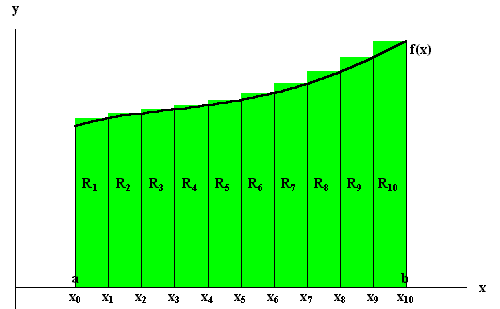 y
f(x)
R1 R2 R3 R4 R5 R6 R7 R8 R9 R10
a b
x
x0 x1 x2 x3 x4 x5 x6 x7 x8 x9 x10